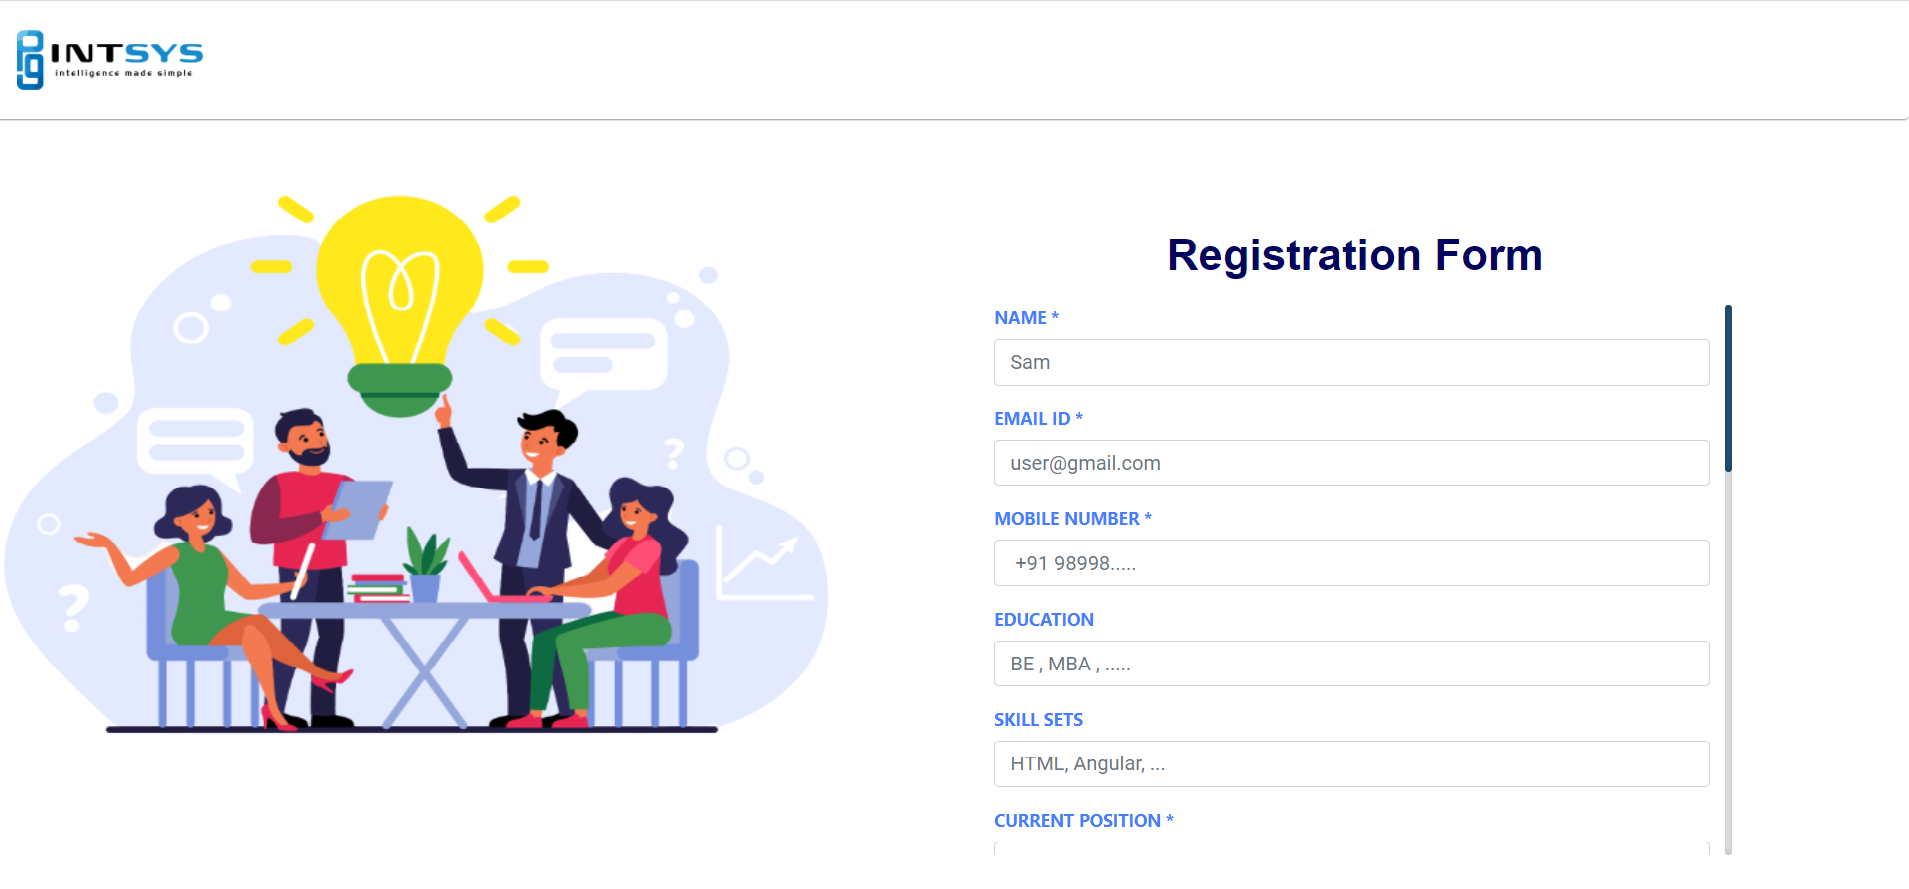 INTSYS
intelligence made simple
Registration Form
NAME *
Sam
EMAIL ID *
user@gmail.com
MOBILE NUMBER *
+91 98998.....
EDUCATION
BE , MBA , .....
SKILL SETS
HTML, Angular, ...
CURRENT POSITION *
? ?